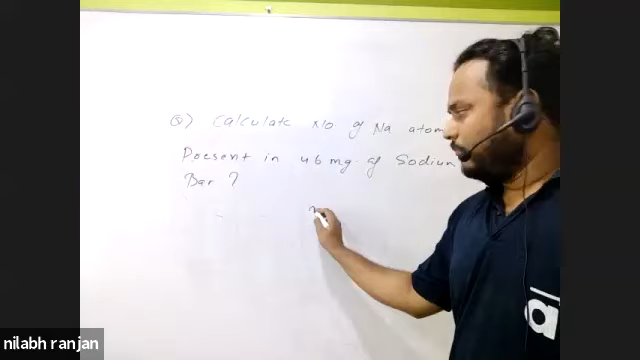 Q) Calculate No. of Na atom
Present in 46 mg. of Sodium
Bar ?
nilabh ranjan